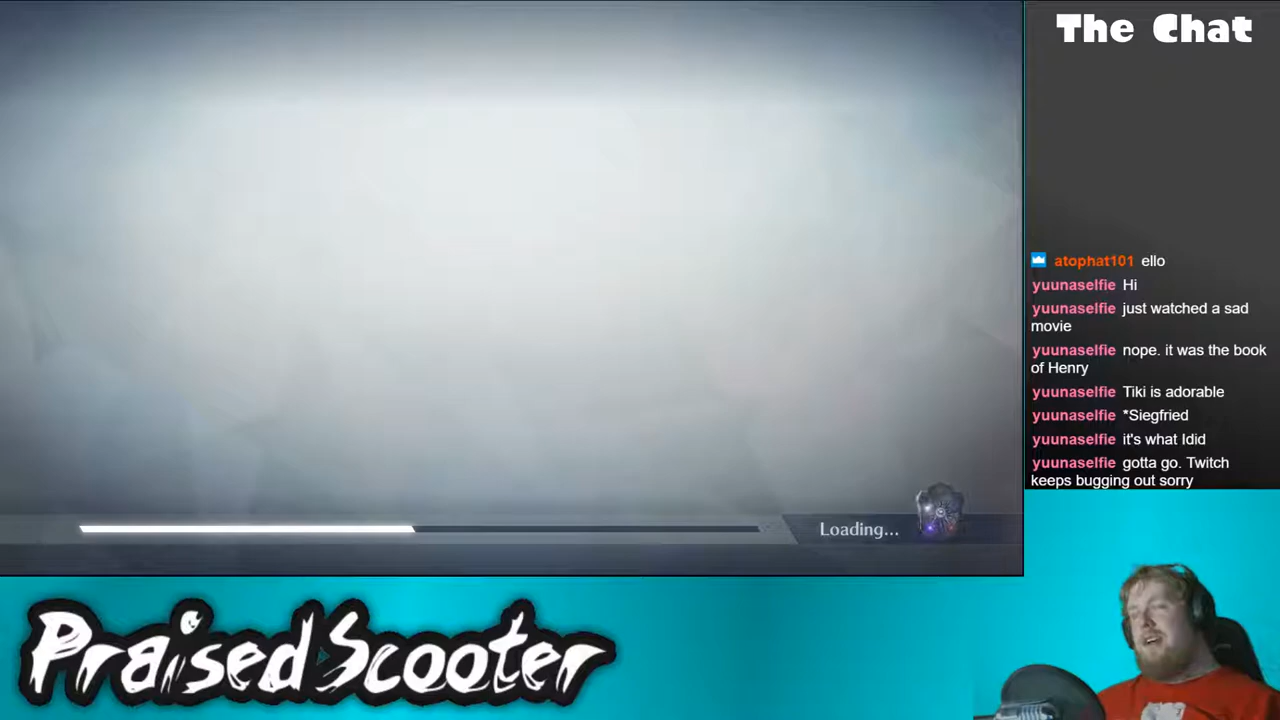 The Chat
atophat101 ello
yuunaselfie Hi
yuunaselfie just watched a sad
movie
yuunaselfie nope. it was the book
of Henry
yuunaselfie Tiki is adorable
yuunaselfie *Siegfried
yuunaselfie it's what Idid
yuunaselfie gotta go. Twitch
keeps bugging out sorry
Loading...
Praised Scooter